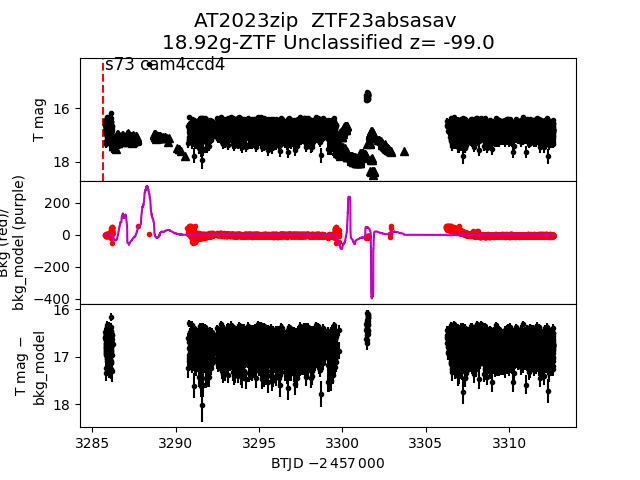 AT2023zip ZTF23absasav
18.92g-ZTF Unclassified z= -99.0
s73 cam4ccd4
T mag
16
18
Bkg (red)/
bkg_model (purple)
200
0
−200
−400
T mag −
bkg_model
16
17
18
3285 3290 3295 3300 3305 3310
BTJD −2 457 000